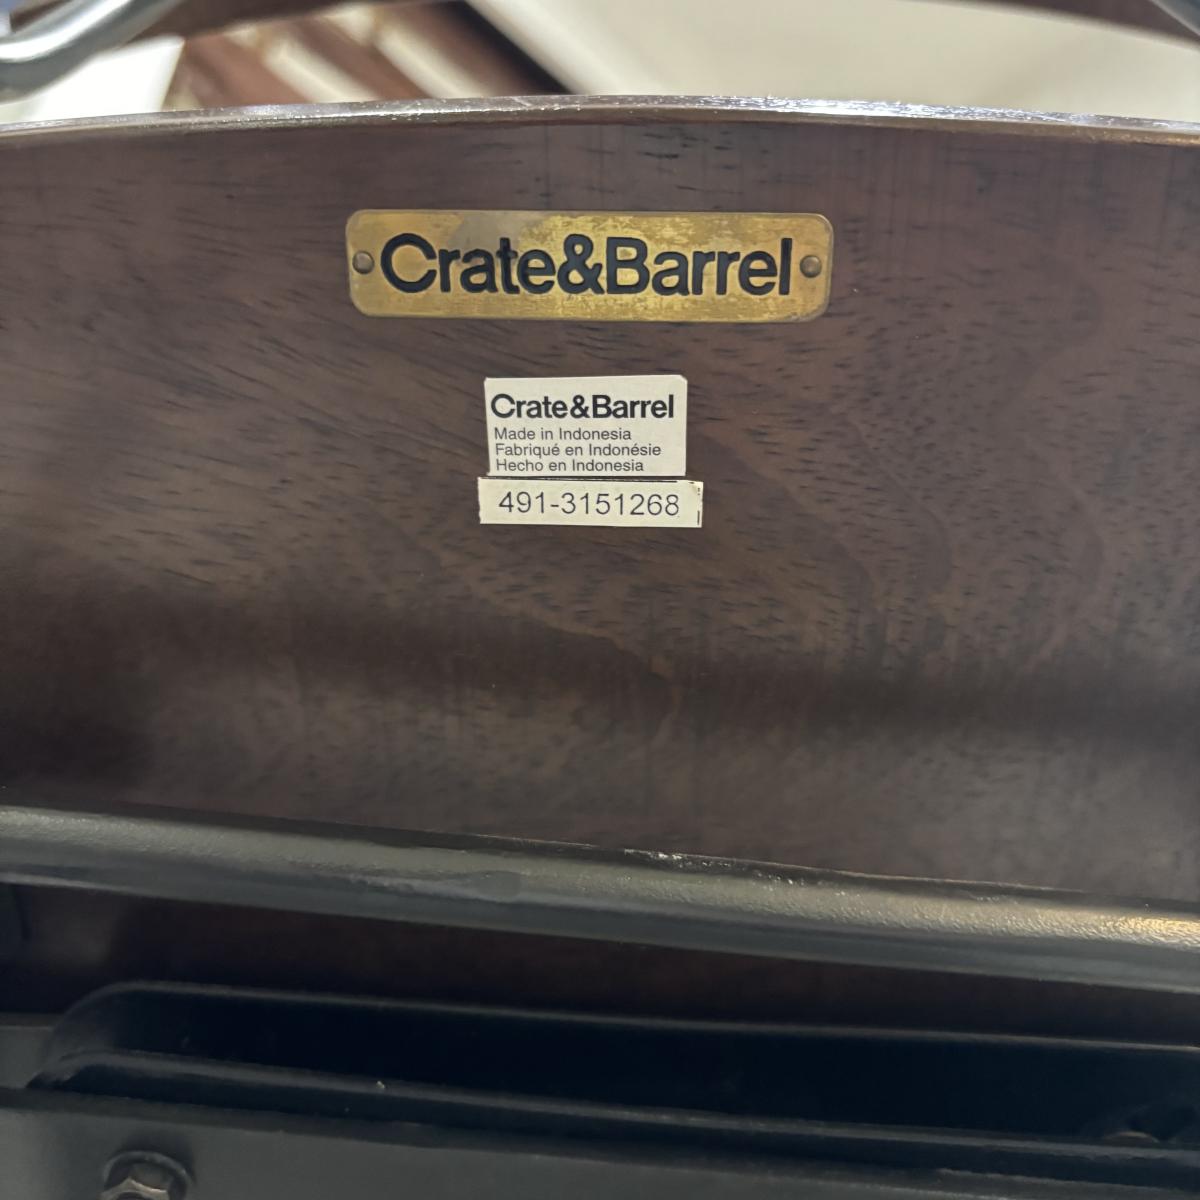 Crate&Barrel
Crate&Barrel
Made in Indonesia
Fabriqué en Indonésie
Hecho en Indonesia
491-3151268